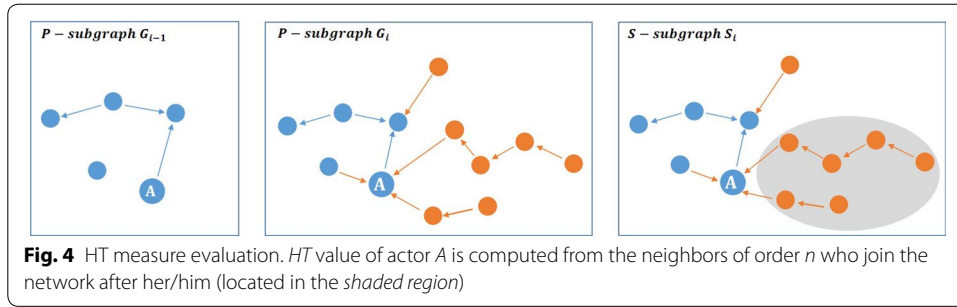 P − subgraph G_{i−1}
A
P − subgraph G_i
A
S − subgraph S_i
A
Fig. 4 HT measure evaluation. HT value of actor A is computed from the neighbors of order n who join the
network after her/him (located in the shaded region)